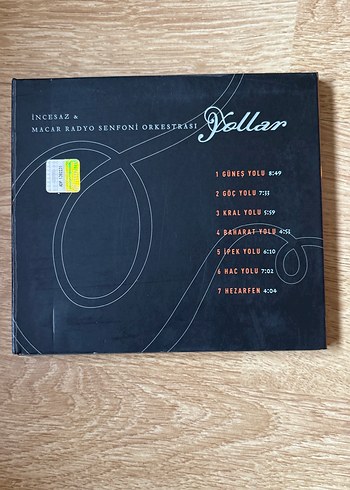 İNCESAZ &
MACAR RADYO SENFONİ ORKESTRASI
Yollar
1 GÜNEŞ YOLU 8:49
2 GÖÇ YOLU 7:33
3 KRAL YOLU 5:59
4 BAHARAT YOLU 4:51
5 İPEK YOLU 6:10
6 HAC YOLU 7:02
7 HEZARFEN 4:04